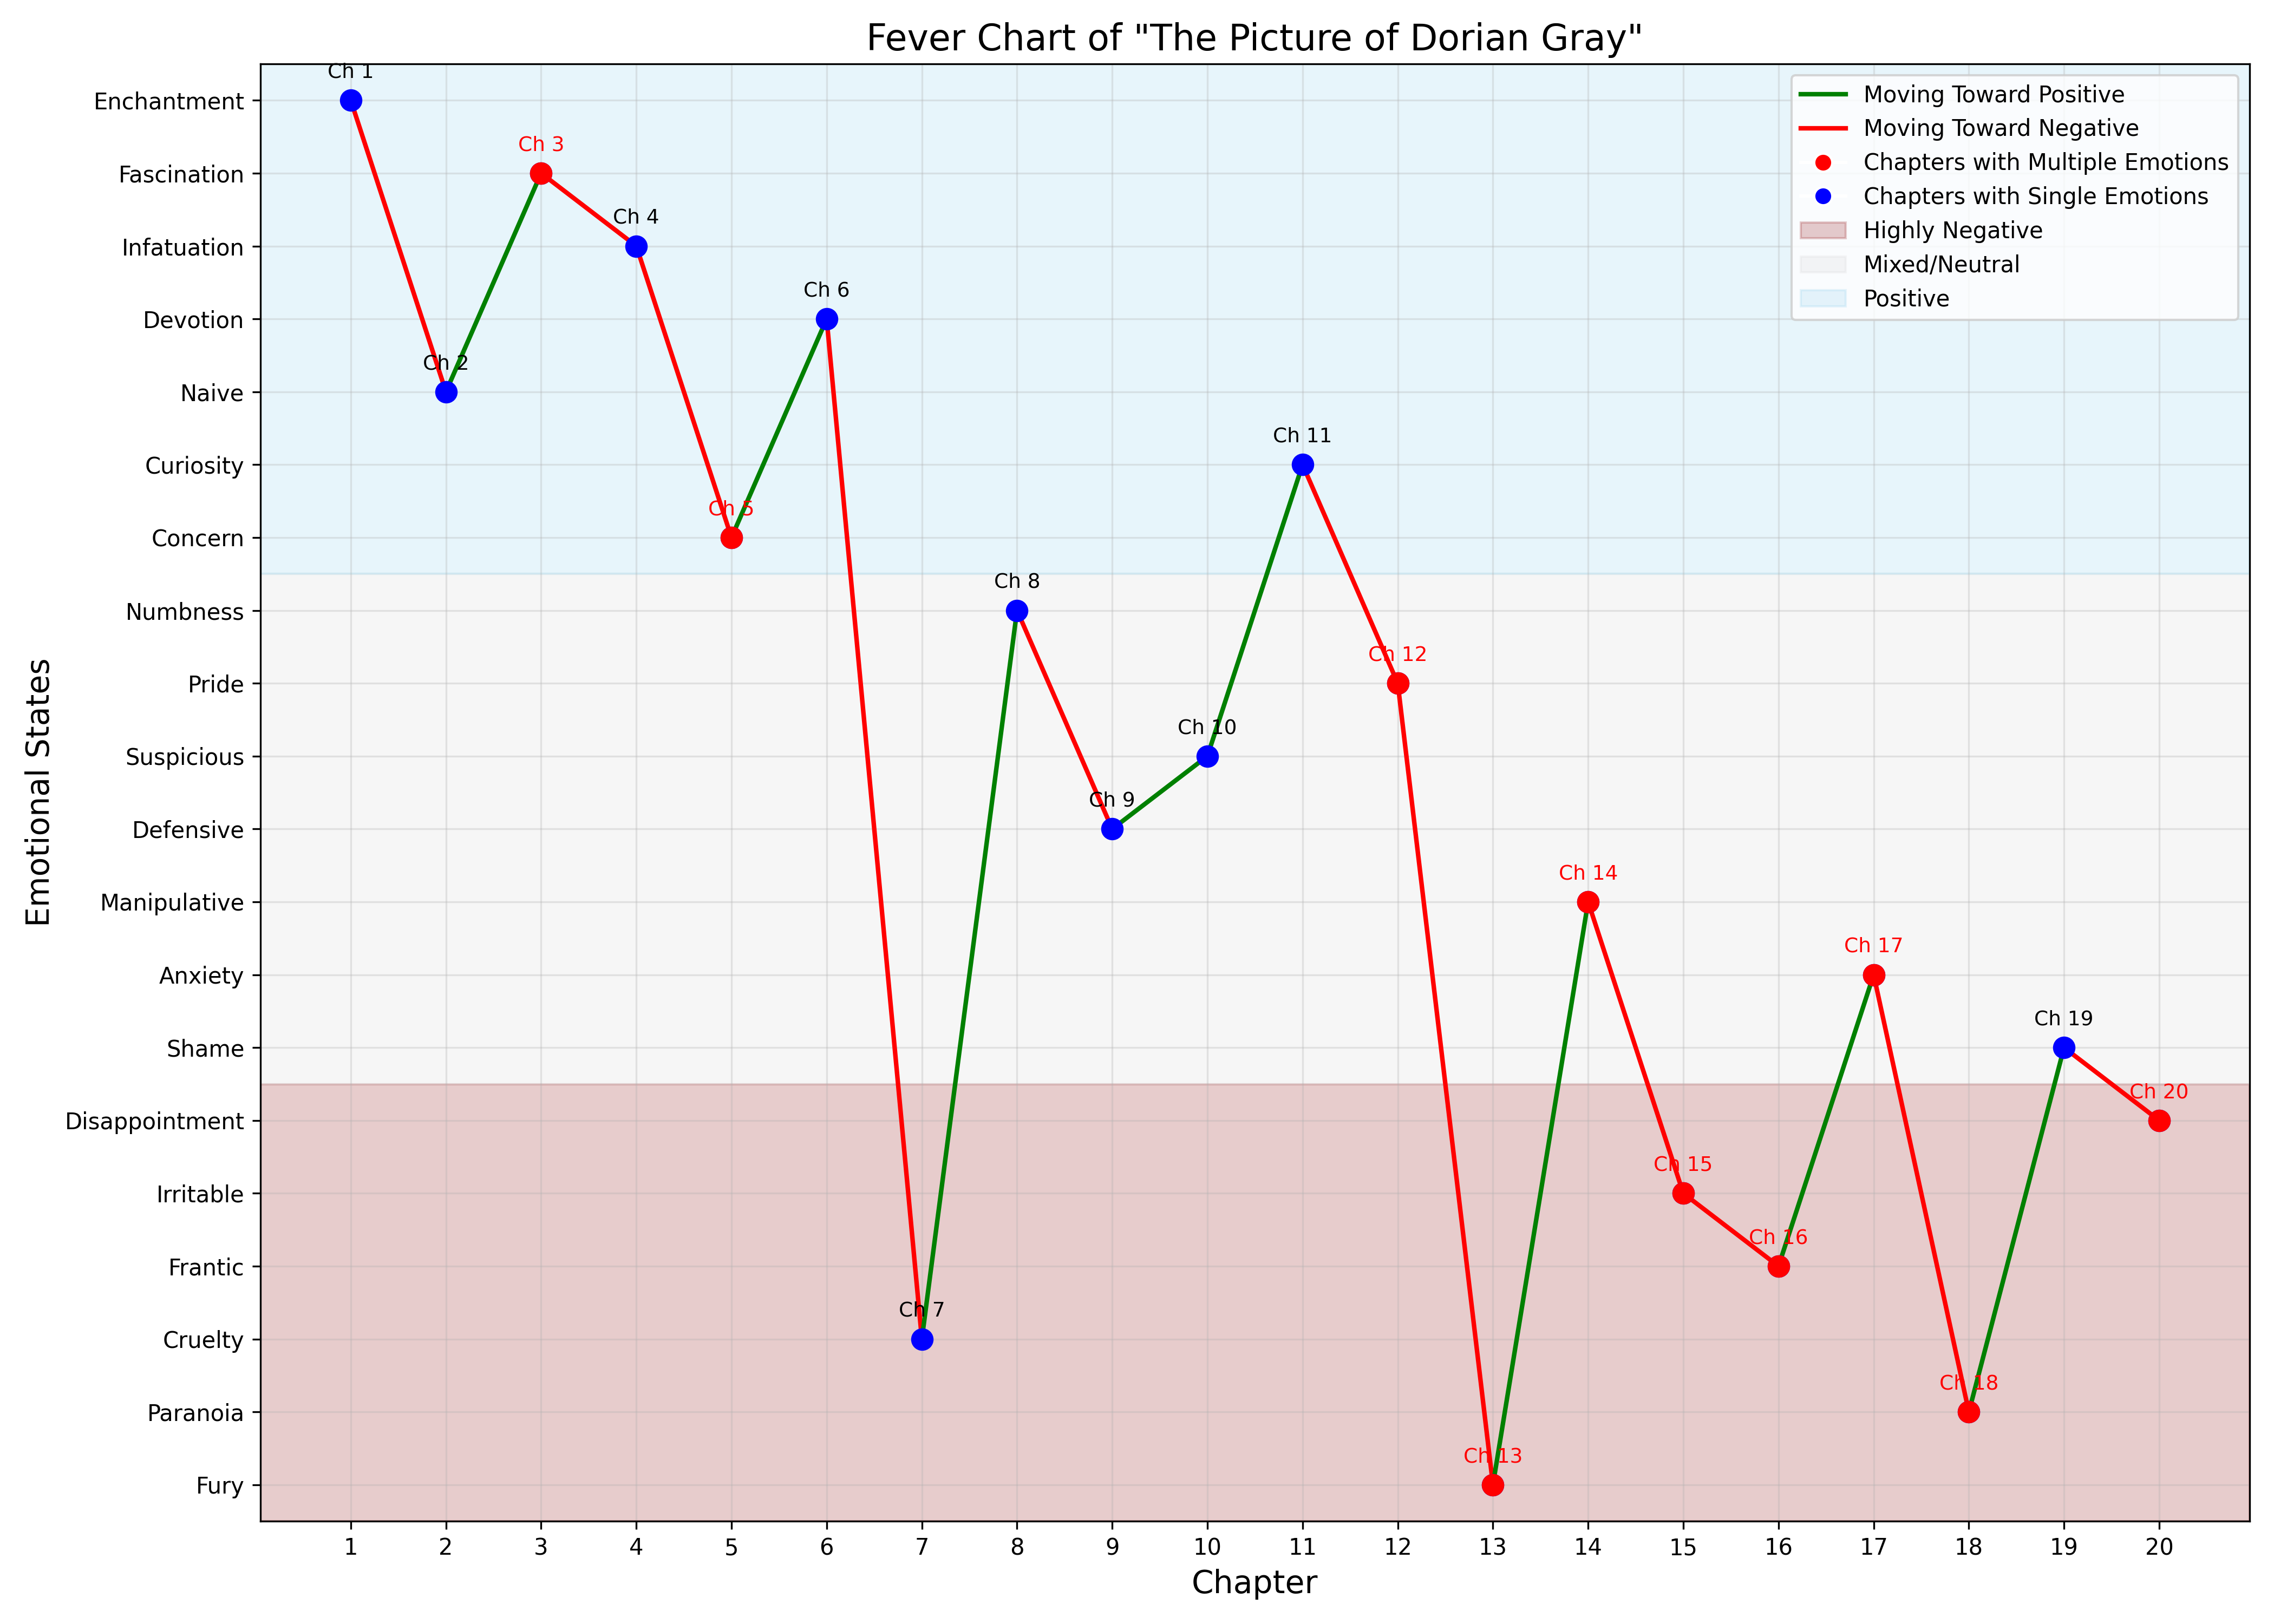 Fever Chart of "The Picture of Dorian Gray"
Emotional States
Enchantment
Fascination
Infatuation
Devotion
Naive
Curiosity
Concern
Numbness
Pride
Suspicious
Defensive
Manipulative
Anxiety
Shame
Disappointment
Irritable
Frantic
Cruelty
Paranoia
Fury
Ch 1
Ch 2
Ch 3
Ch 4
Ch 5
Ch 6
Ch 7
Ch 8
Ch 9
Ch 10
Ch 11
Ch 12
Ch 13
Ch 14
Ch 15
Ch 16
Ch 17
Ch 18
Ch 19
Ch 20
Moving Toward Positive
Moving Toward Negative
Chapters with Multiple Emotions
Chapters with Single Emotions
Highly Negative
Mixed/Neutral
Positive
1 2 3 4 5 6 7 8 9 10 11 12 13 14 15 16 17 18 19 20
Chapter